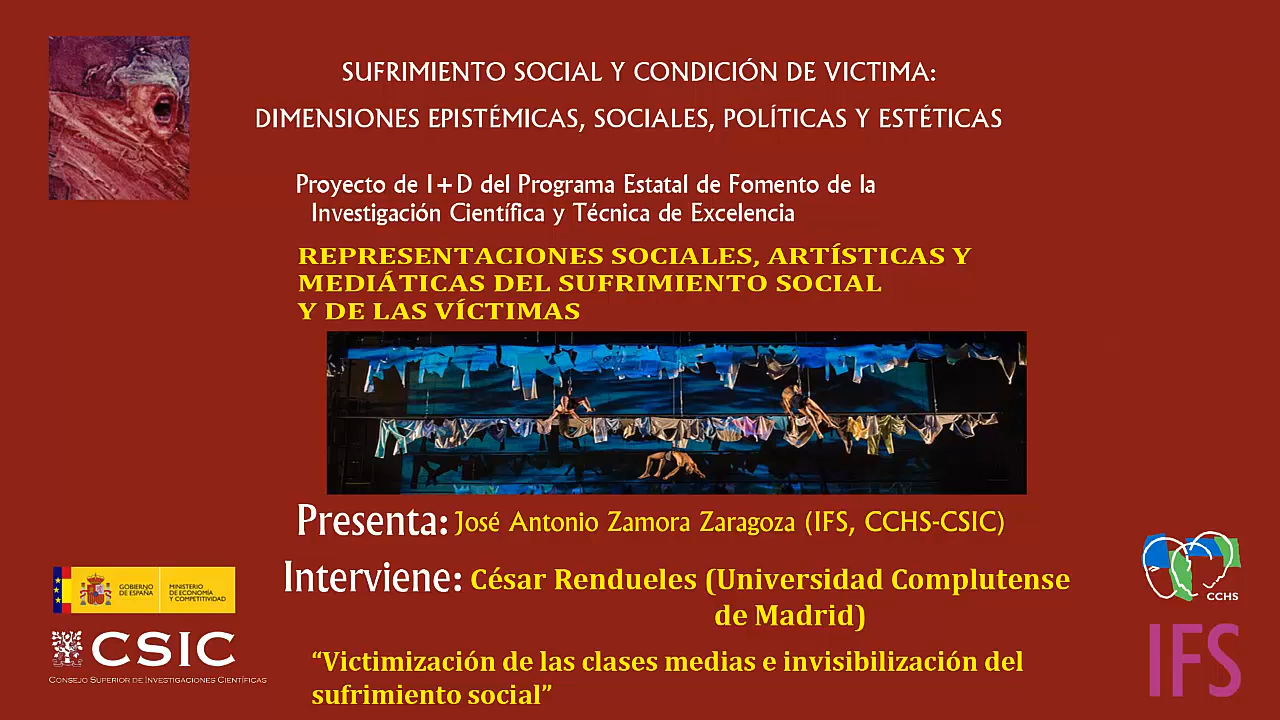 SUFRIMIENTO SOCIAL Y CONDICIÓN DE VICTIMA:
DIMENSIONES EPISTÉMICAS, SOCIALES, POLÍTICAS Y ESTÉTICAS
Proyecto de I+D del Programa Estatal de Fomento de la
Investigación Científica y Técnica de Excelencia
REPRESENTACIONES SOCIALES, ARTÍSTICAS Y
MEDIÁTICAS DEL SUFRIMIENTO SOCIAL
Y DE LAS VÍCTIMAS
Presenta: José Antonio Zamora Zaragoza (IFS, CCHS-CSIC)
Interviene: César Rendueles (Universidad Complutense
de Madrid)
“Victimización de las clases medias e invisibilización del
sufrimiento social”
GOBIERNO
DE ESPAÑA
MINISTERIO
DE ECONOMÍA
Y COMPETITIVIDAD
CSIC
CONSEJO SUPERIOR DE INVESTIGACIONES CIENTÍFICAS
CCHS
IFS